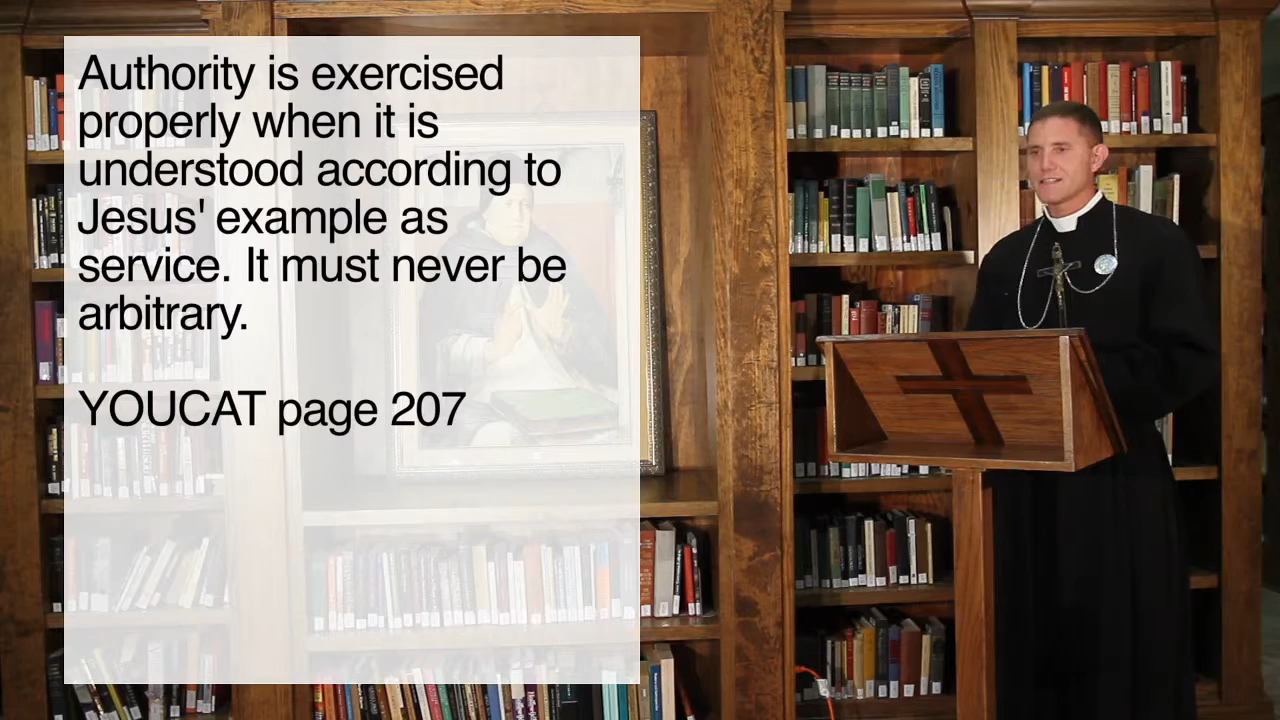 Authority is exercised
properly when it is
understood according to
Jesus' example as
service. It must never be
arbitrary.
YOUCAT page 207